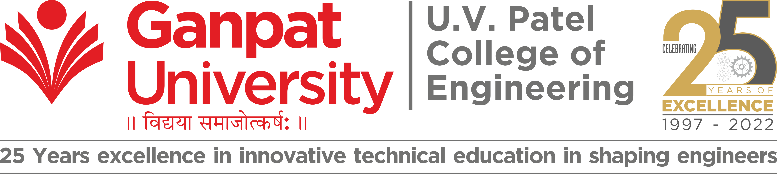 Ganpat
University
॥ विद्यया समाजोत्कर्षः ॥
U.V. Patel
College of
Engineering
CELEBRATING
25
YEARS OF
EXCELLENCE
1997 - 2022
25 Years excellence in innovative technical education in shaping engineers